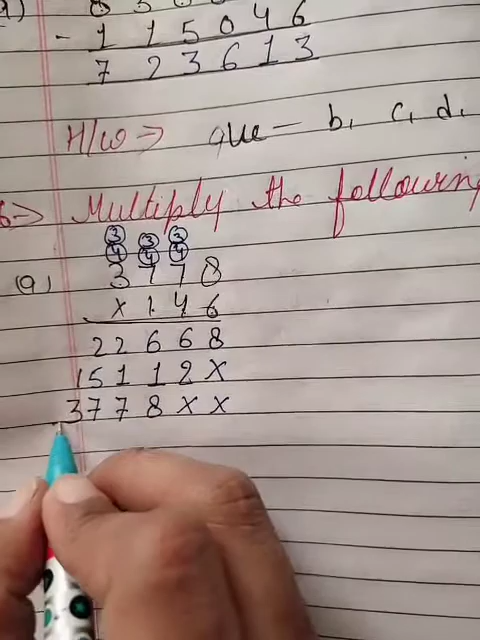 - 1 1 5 0 4 6
7 2 3 6 1 3
H/W → que - b, c, d,
→ Multiply the following
3 3 3
4 4 4
(a) 3 7 7 8
x 1 4 6
2 2 6 6 8
1 5 1 1 2 x
3 7 7 8 x x